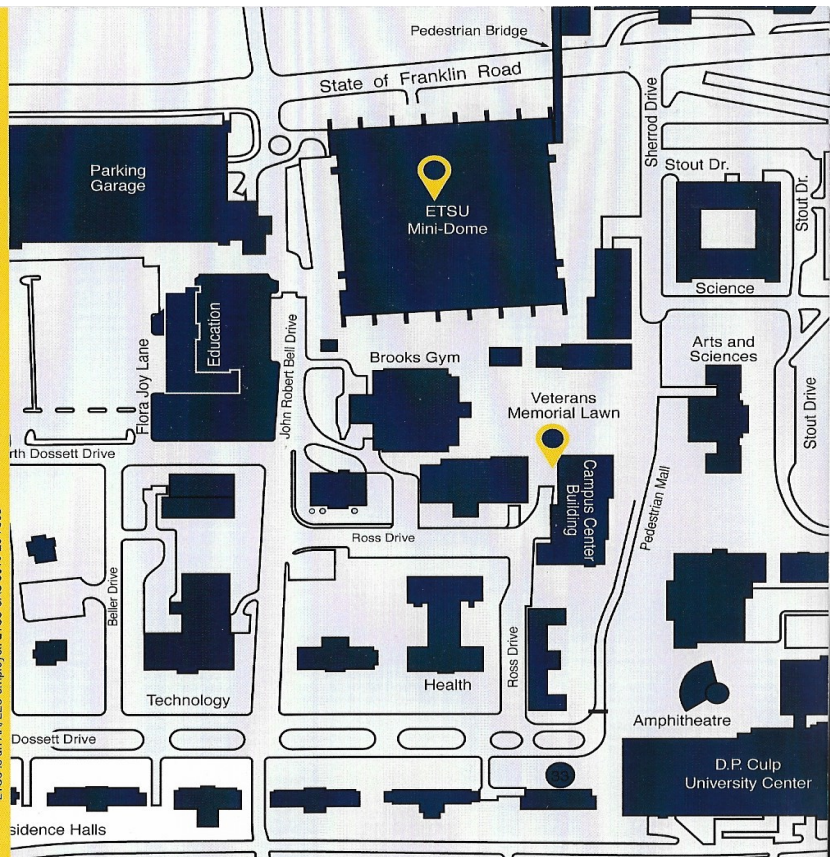 Pedestrian Bridge
State of Franklin Road
Sherrod Drive
Parking
Garage
Stout Dr.
Stout Dr.
ETSU
Mini-Dome
Science
Education
John Robert Bell Drive
Flora Joy Lane
Brooks Gym
Arts and
Sciences
Veterans
Memorial Lawn
Stout Drive
rth Dossett Drive
Campus Center
Building
Pedestrian Mall
Ross Drive
Beller Drive
Ross Drive
Health
Technology
Amphitheatre
Dossett Drive
D.P. Culp
University Center
33
sidence Halls